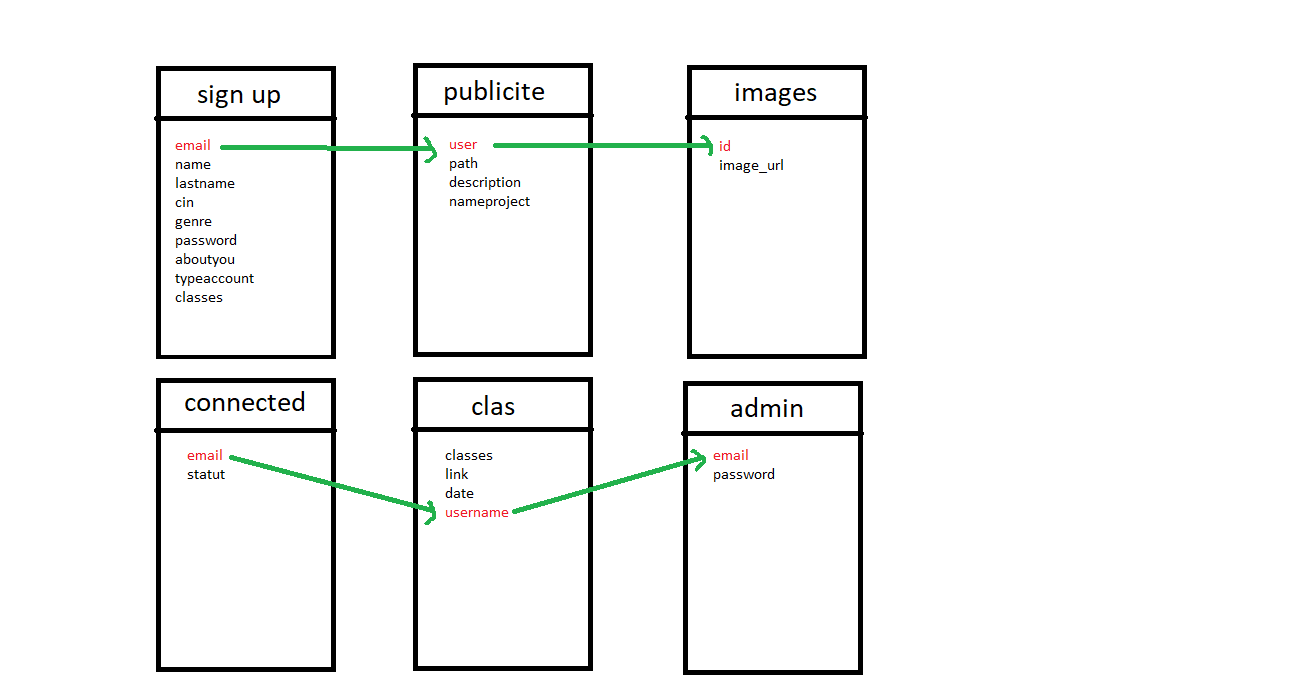 sign up
email
name
lastname
cin
genre
password
aboutyou
typeaccount
classes
publicite
user
path
description
nameproject
images
id
image_url
connected
email
statut
clas
classes
link
date
username
admin
email
password